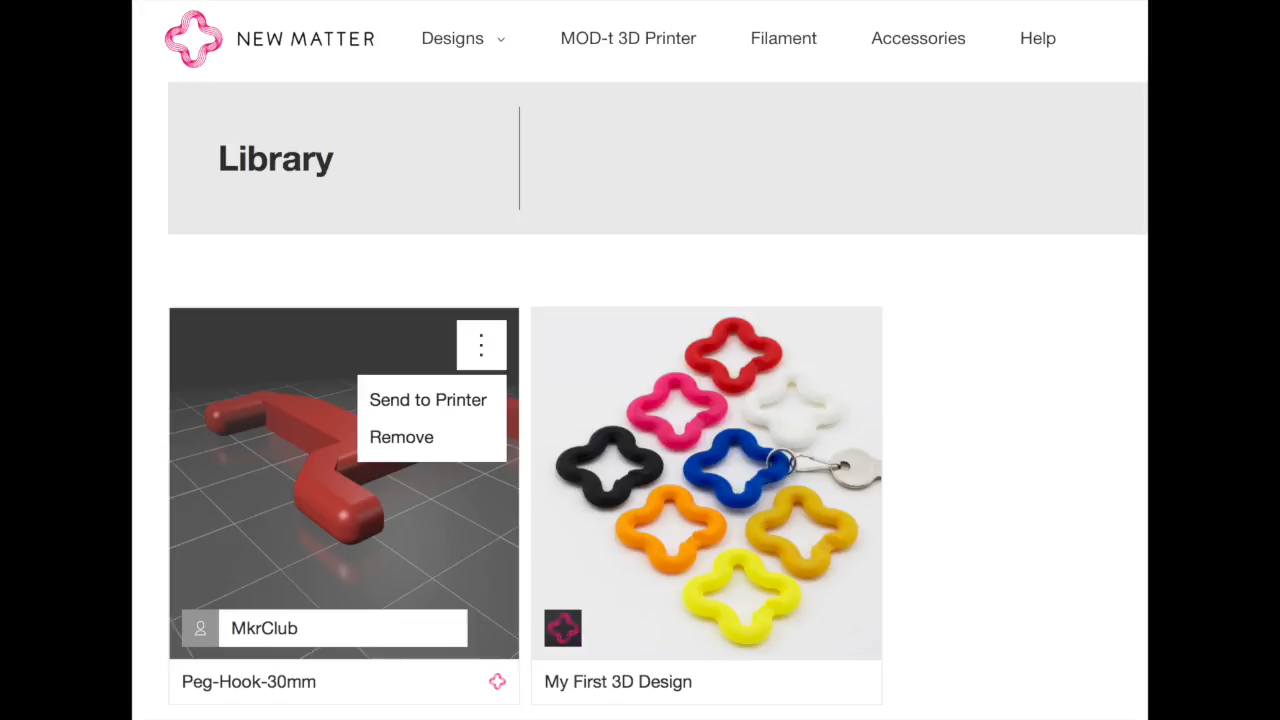 NEW MATTER Designs MOD-t 3D Printer Filament Accessories Help
Library
Send to Printer
Remove
MkrClub
Peg-Hook-30mm
My First 3D Design